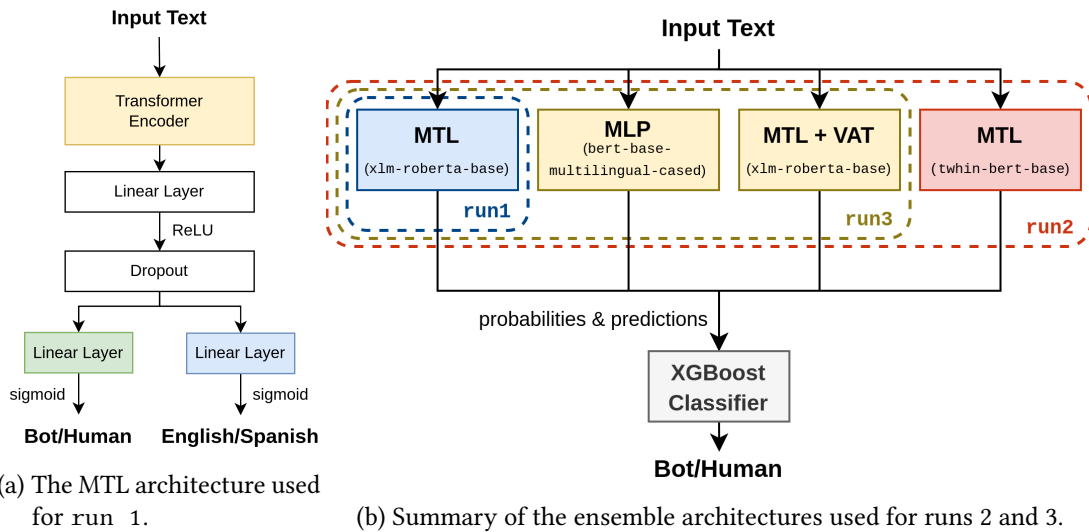 Input Text
Transformer
Encoder
Linear Layer
ReLU
Dropout
Linear Layer
Linear Layer
sigmoid
sigmoid
Bot/Human
English/Spanish
(a) The MTL architecture used
for run 1.
Input Text
MTL
(xlm-roberta-base)
run1
MLP
(bert-base-
multilingual-cased)
MTL + VAT
(xlm-roberta-base)
run3
MTL
(twhin-bert-base)
run2
probabilities & predictions
XGBoost
Classifier
Bot/Human
(b) Summary of the ensemble architectures used for runs 2 and 3.